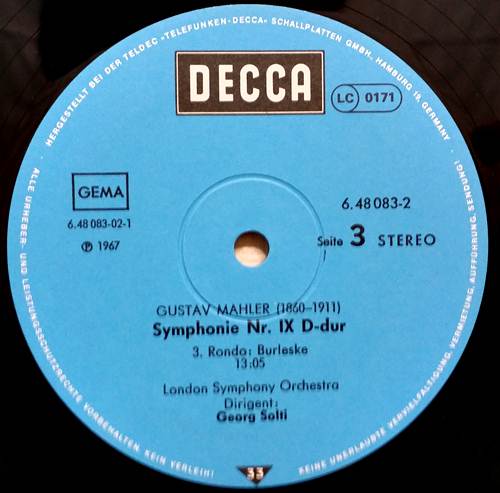 HERGESTELLT BEI DER TELDEC »TELEFUNKEN-DECCA« SCHALLPLATTEN GMBH, HAMBURG 19, GERMANY
DECCA
LC 0171
GEMA
6.48 083-02-1
Ⓟ 1967
6.48 083-2
Seite 3 STEREO
GUSTAV MAHLER (1860-1911)
Symphonie Nr. IX D-dur
3. Rondo: Burleske
13:05
London Symphony Orchestra
Dirigent:
Georg Solti
ALLE URHEBER- UND LEISTUNGSSCHUTZRECHTE VORBEHALTEN. KEIN VERLEIH!
33
KEINE UNERLAUBTE VERVIELFÄLTIGUNG, VERMIETUNG, AUFFÜHRUNG, SENDUNG!